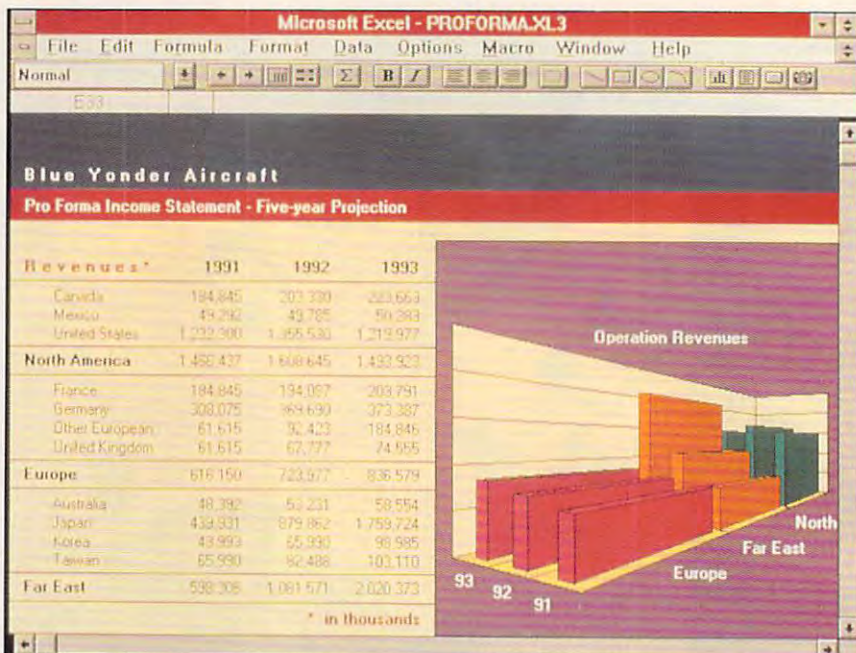 Microsoft Excel - PROFORMA.XL3
File Edit Formula Format Data Options Macro Window Help
Normal Σ B I
E33
Blue Yonder Aircraft
Pro Forma Income Statement - Five-year Projection
Revenues* 1991 1992 1993
Canada 184,845 203,330 223,663
Mexico 49,292 49,785 50,283
United States 1,232,300 1,355,530 1,219,977
North America 1,466,437 1,608,645 1,493,923
France 184,845 194,087 203,791
Germany 308,075 369,690 373,387
Other European 61,615 92,423 184,846
United Kingdom 61,615 67,777 74,555
Europe 616,150 723,977 836,579
Australia 48,392 53,231 58,554
Japan 439,931 879,862 1,759,724
Korea 43,993 65,990 98,985
Taiwan 65,990 82,488 103,110
Far East 598,306 1,081,571 2,020,373
* in thousands
Operation Revenues
93
92
91
Europe
Far East
North